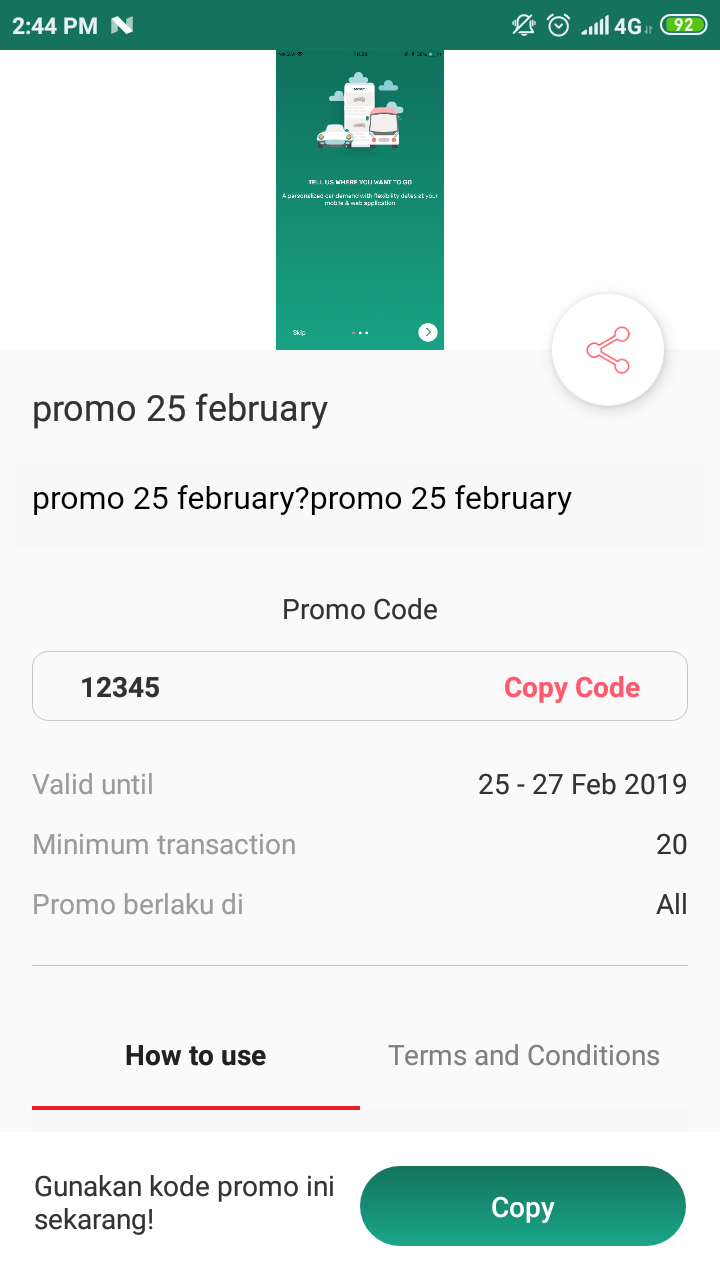 2:44 PM
4G
92
TELL US WHERE YOU WANT TO GO
A personalized car demand with flexibility dates at your
mobile & web application
Skip
promo 25 february
promo 25 february?promo 25 february
Promo Code
12345 Copy Code
Valid until 25 - 27 Feb 2019
Minimum transaction 20
Promo berlaku di All
How to use Terms and Conditions
Gunakan kode promo ini
sekarang!
Copy